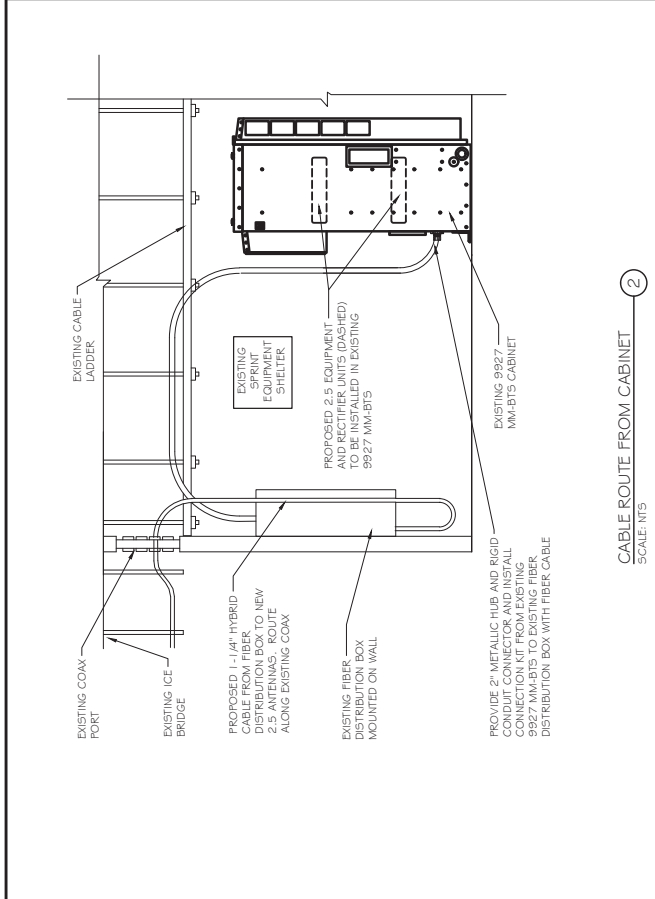 EXISTING COAX
PORT
EXISTING ICE
BRIDGE
PROPOSED 1-1/4" HYBRID
CABLE FROM FIBER
DISTRIBUTION BOX TO NEW
2.5 ANTENNAS. ROUTE
ALONG EXISTING COAX
EXISTING FIBER
DISTRIBUTION BOX
MOUNTED ON WALL
PROVIDE 2" METALLIC HUB AND RIGID
CONDUIT CONNECTOR AND INSTALL
CONNECTION KIT FROM EXISTING
9927 MM-BTS TO EXISTING FIBER
DISTRIBUTION BOX WITH FIBER CABLE
EXISTING CABLE
LADDER
EXISTING
SPRINT
EQUIPMENT
SHELTER
PROPOSED 2.5 EQUIPMENT
AND RECTIFIER UNITS (DASHED)
TO BE INSTALLED IN EXISTING
9927 MM-BTS
EXISTING 9927
MM-BTS CABINET
CABLE ROUTE FROM CABINET
2
SCALE: NTS